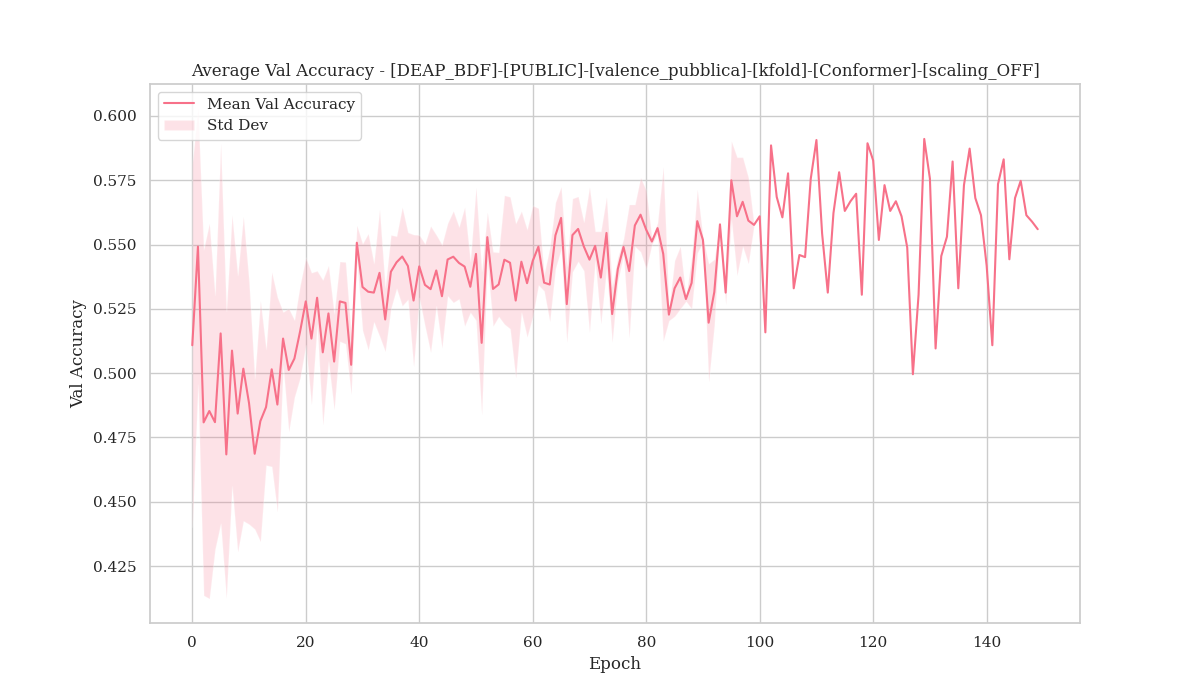 Average Val Accuracy - [DEAP_BDF]-[PUBLIC]-[valence_pubblica]-[kfold]-[Conformer]-[scaling_OFF]
Mean Val Accuracy
Std Dev
0.600
0.575
0.550
0.525
0.500
0.475
0.450
0.425
Val Accuracy
0 20 40 60 80 100 120 140
Epoch